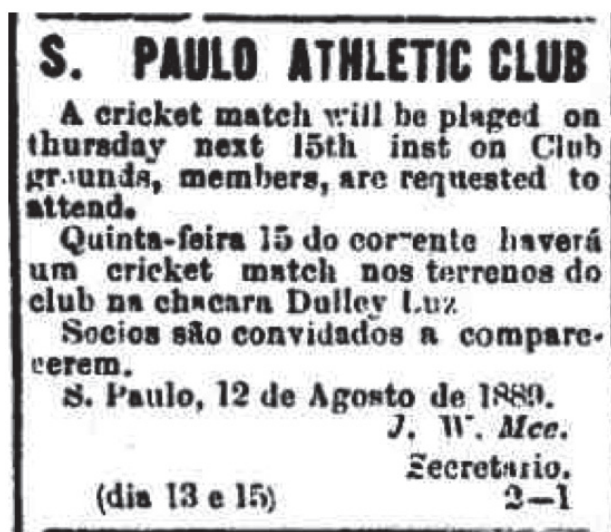 S. PAULO ATHLETIC CLUB
A cricket match will be plaged on
thursday next 15th inst on Club
grounds, members, are requested to
attend.
Quinta-feira 15 do corrente haverá
um cricket match nos terrenos do
club na chacara Dulley Luz
Socios são convidados a compare-
cerem.
S. Paulo, 12 de Agosto de 1889.
J. W. Mee.
Secretario.
(dia 13 e 15) 2—1